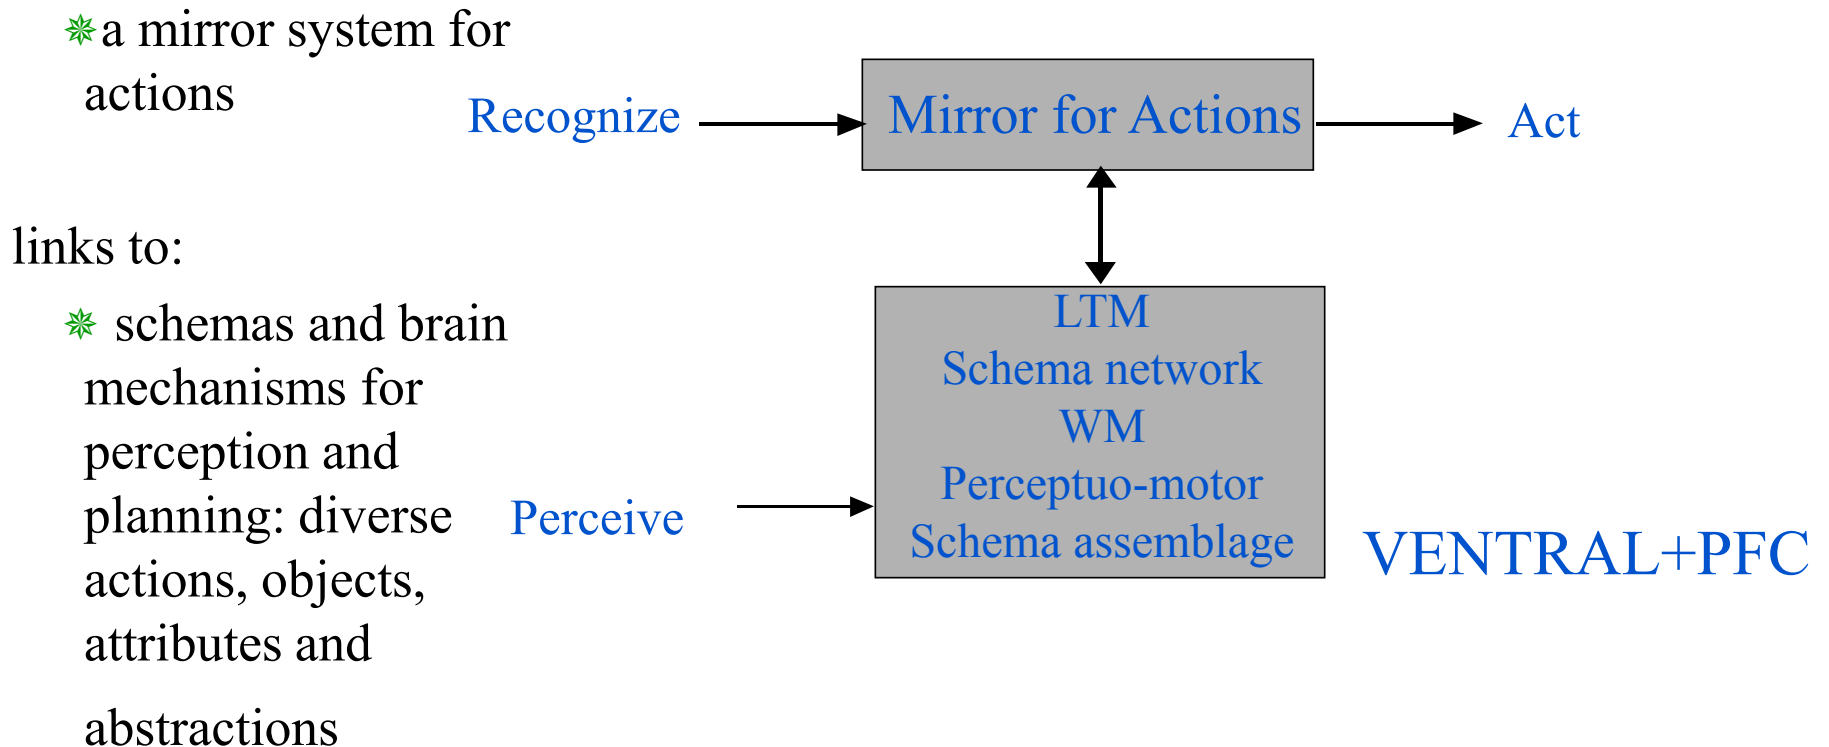 ✵a mirror system for
actions
Recognize
Mirror for Actions
Act
links to:
✵ schemas and brain
mechanisms for
perception and
planning: diverse
actions, objects,
attributes and
abstractions
LTM
Schema network
WM
Perceptuo-motor
Schema assemblage
Perceive
VENTRAL+PFC